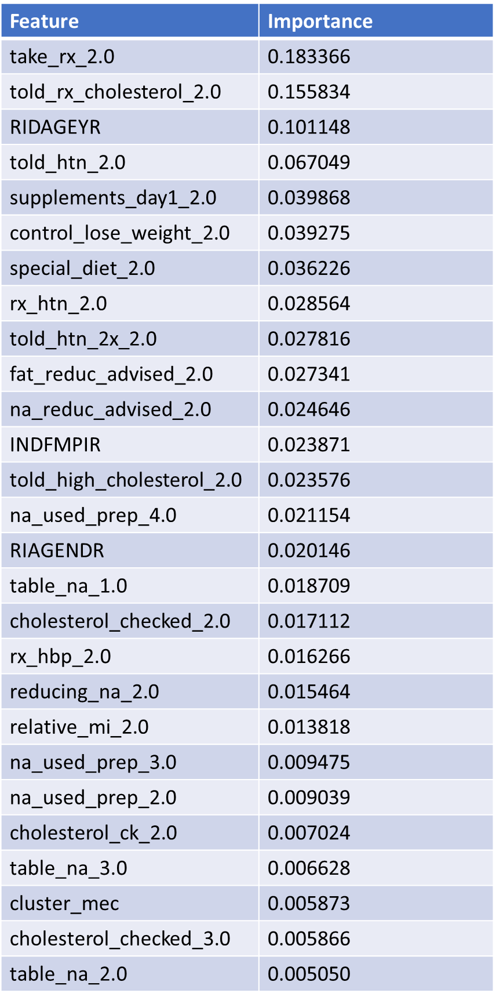 Feature Importance
take_rx_2.0 0.183366
told_rx_cholesterol_2.0 0.155834
RIDAGEYR 0.101148
told_htn_2.0 0.067049
supplements_day1_2.0 0.039868
control_lose_weight_2.0 0.039275
special_diet_2.0 0.036226
rx_htn_2.0 0.028564
told_htn_2x_2.0 0.027816
fat_reduc_advised_2.0 0.027341
na_reduc_advised_2.0 0.024646
INDFMPIR 0.023871
told_high_cholesterol_2.0 0.023576
na_used_prep_4.0 0.021154
RIAGENDR 0.020146
table_na_1.0 0.018709
cholesterol_checked_2.0 0.017112
rx_hbp_2.0 0.016266
reducing_na_2.0 0.015464
relative_mi_2.0 0.013818
na_used_prep_3.0 0.009475
na_used_prep_2.0 0.009039
cholesterol_ck_2.0 0.007024
table_na_3.0 0.006628
cluster_mec 0.005873
cholesterol_checked_3.0 0.005866
table_na_2.0 0.005050